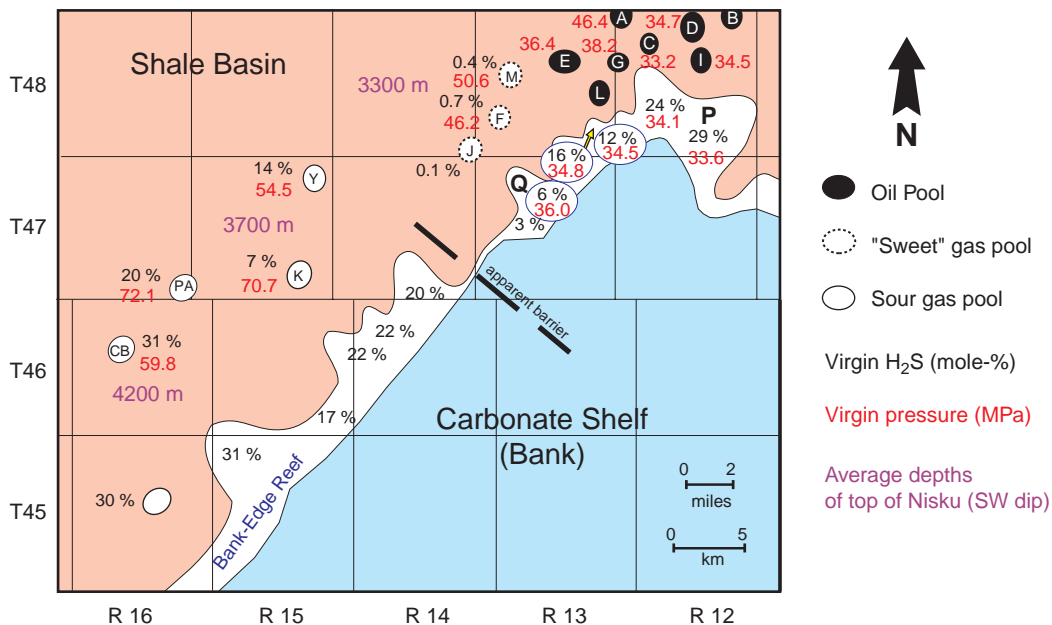 A
B
46.4
34.7
D
36.4
38.2
C
E
G
33.2
I
34.5
Shale Basin
0.4 %
50.6
M
L
T48
3300 m
0.7 %
46.2
F
24 %
34.1
P
29 %
33.6
12 %
34.5
16 %
34.8
J
0.1 %
14 %
54.5
Y
Q
6 %
36.0
3 %
T47
3700 m
7 %
70.7
K
20 %
72.1
PA
20 %
apparent barrier
22 %
22 %
CB
31 %
59.8
T46
4200 m
17 %
Carbonate Shelf
(Bank)
31 %
30 %
T45
Bank-Edge Reef
0 2
miles
0 5
km
R 16
R 15
R 14
R 13
R 12
N
Oil Pool
"Sweet" gas pool
Sour gas pool
Virgin H₂S (mole-%)
Virgin pressure (MPa)
Average depths
of top of Nisku (SW dip)